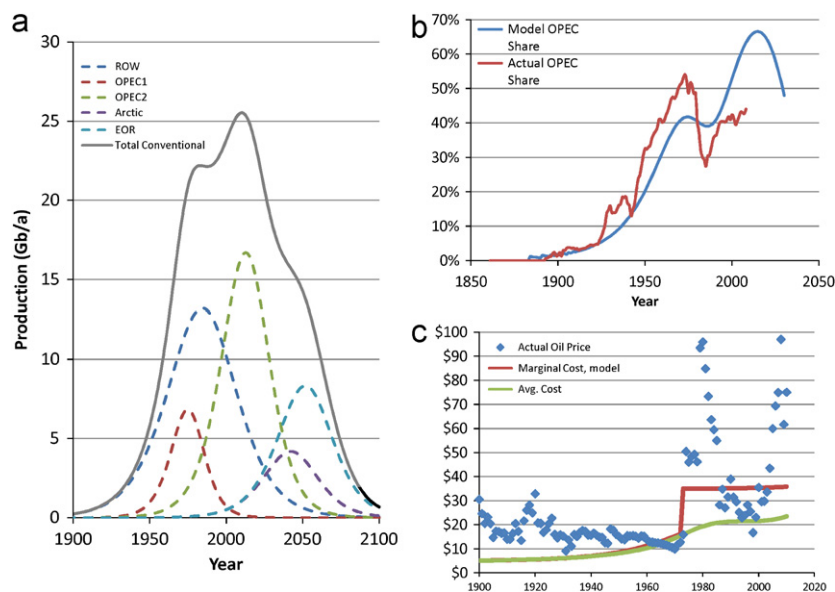 a
30
25
20
15
10
5
0
Production (Gb/a)
ROW
OPEC1
OPEC2
Arctic
EOR
Total Conventional
1900 1950 2000 2050 2100
Year
b
70%
60%
50%
40%
30%
20%
10%
0%
Model OPEC
Share
Actual OPEC
Share
1850 1900 1950 2000 2050
Year
c
$100
$90
$80
$70
$60
$50
$40
$30
$20
$10
$0
Actual Oil Price
Marginal Cost, model
Avg. Cost
1900 1920 1940 1960 1980 2000 2020